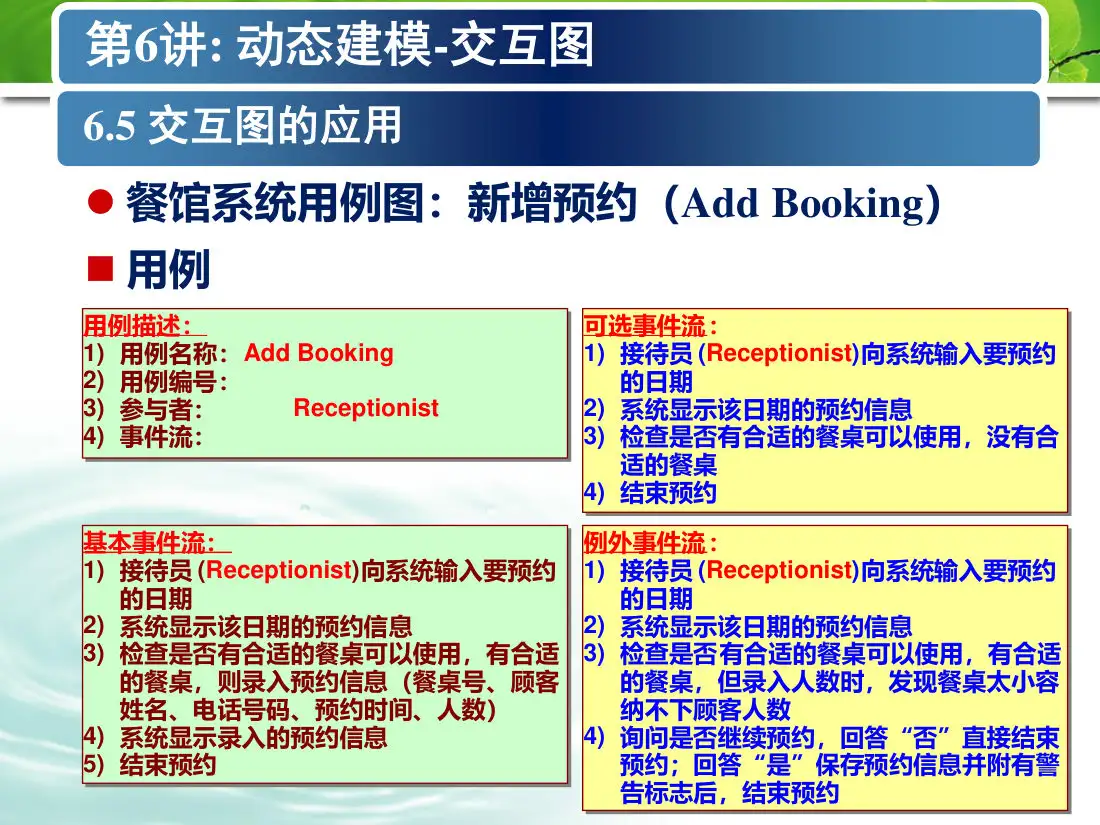 第6讲: 动态建模-交互图
6.5 交互图的应用
餐馆系统用例图：新增预约（Add Booking）
用例
用例描述：
1) 用例名称：Add Booking
2) 用例编号：
3) 参与者： Receptionist
4) 事件流：
可选事件流：
1) 接待员 (Receptionist)向系统输入要预约
的日期
2) 系统显示该日期的预约信息
3) 检查是否有合适的餐桌可以使用，没有合
适的餐桌
4) 结束预约
基本事件流：
1) 接待员 (Receptionist)向系统输入要预约
的日期
2) 系统显示该日期的预约信息
3) 检查是否有合适的餐桌可以使用，有合适
的餐桌，则录入预约信息（餐桌号、顾客
姓名、电话号码、预约时间、人数）
4) 系统显示录入的预约信息
5) 结束预约
例外事件流：
1) 接待员 (Receptionist)向系统输入要预约
的日期
2) 系统显示该日期的预约信息
3) 检查是否有合适的餐桌可以使用，有合适
的餐桌，但录入人数时，发现餐桌太小容
纳不下顾客人数
4) 询问是否继续预约，回答“否”直接结束
预约；回答“是”保存预约信息并附有警
告标志后，结束预约